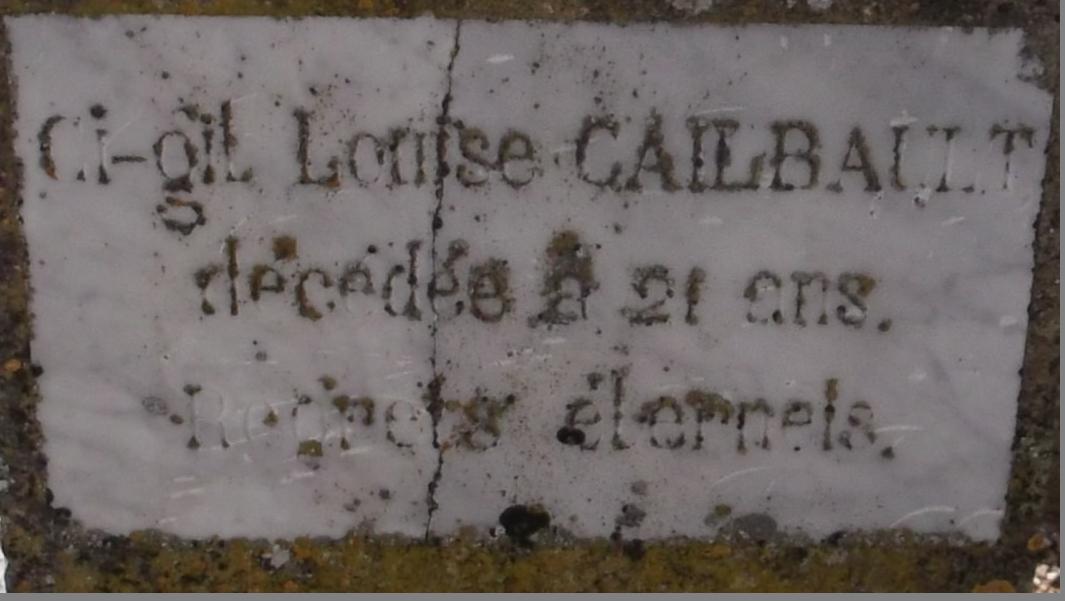 Ci-gît Louise CAILBAULT
décédée à 21 ans.
Regrets éternels.